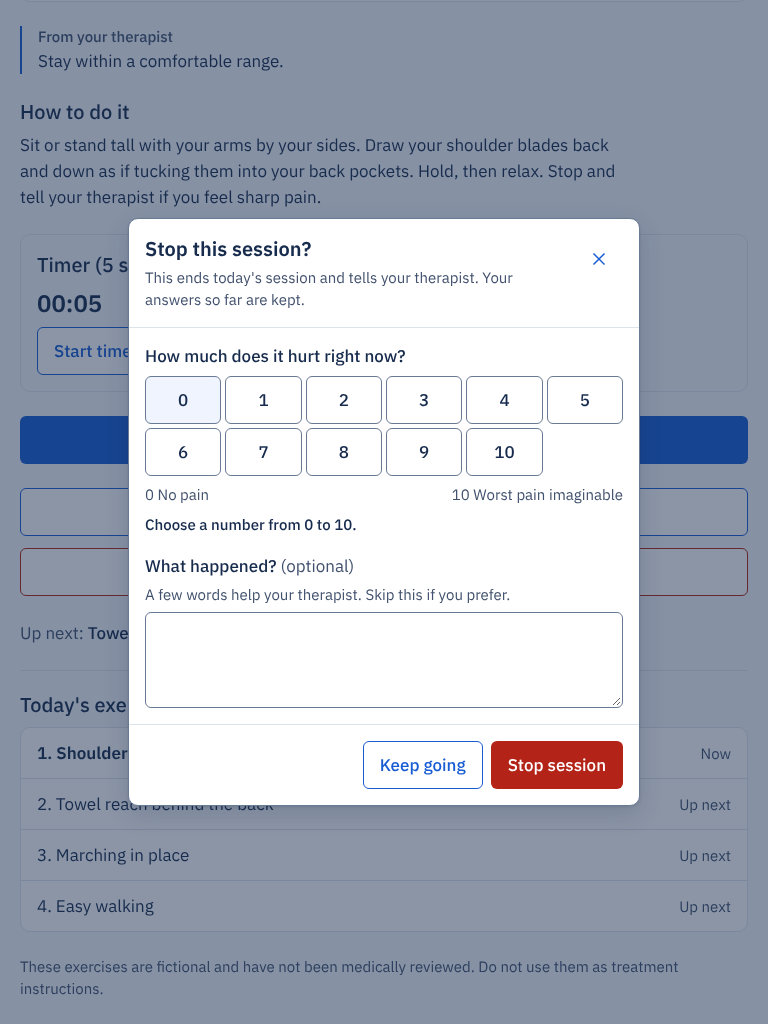 From your therapist
Stay within a comfortable range.
How to do it
Sit or stand tall with your arms by your sides. Draw your shoulder blades back
and down as if tucking them into your back pockets. Hold, then relax. Stop and
tell your therapist if you feel sharp pain.
Timer (5 s
00:05
Start time
Stop this session?
This ends today's session and tells your therapist. Your
answers so far are kept.
How much does it hurt right now?
0 1 2 3 4 5
6 7 8 9 10
0 No pain 10 Worst pain imaginable
Choose a number from 0 to 10.
What happened? (optional)
A few words help your therapist. Skip this if you prefer.
Keep going Stop session
Up next: Towe
Today's exe
1. Shoulder Now
2. Towel reach behind the back Up next
3. Marching in place Up next
4. Easy walking Up next
These exercises are fictional and have not been medically reviewed. Do not use them as treatment
instructions.